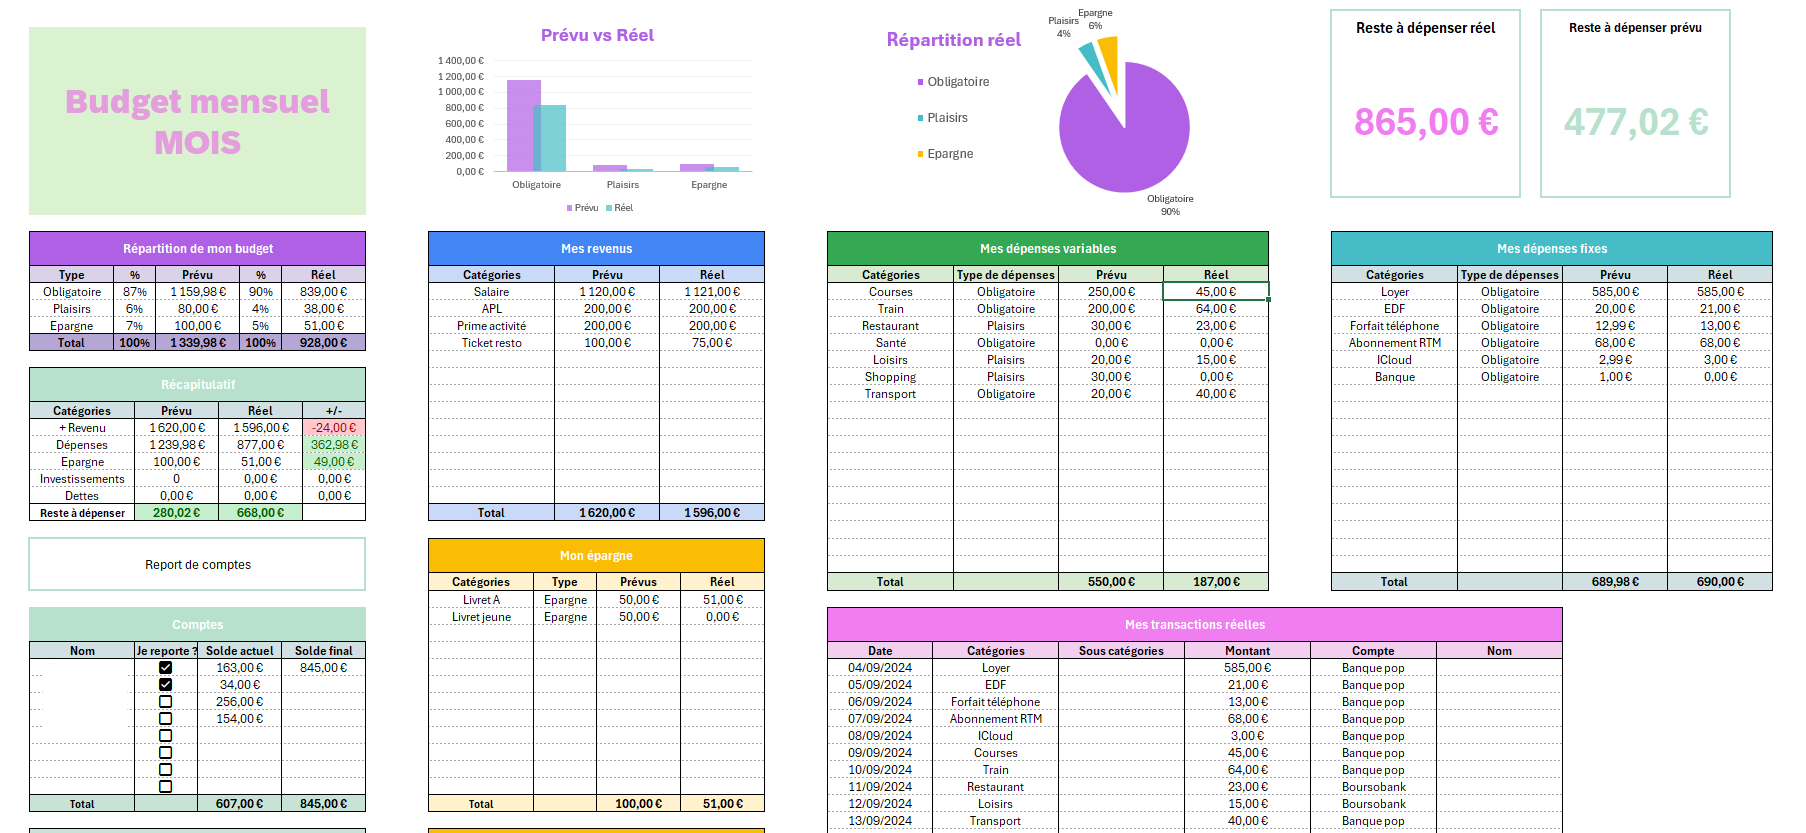 Budget mensuel
MOIS
Prévu vs Réel
1 400,00 €
1 200,00 €
1 000,00 €
800,00 €
600,00 €
400,00 €
200,00 €
0,00 €
Obligatoire Plaisirs Epargne
Prévu Réel
Répartition réel
Obligatoire
Plaisirs
Epargne
Plaisirs
4%
Epargne
6%
Obligatoire
90%
Reste à dépenser réel
865,00 €
Reste à dépenser prévu
477,02 €
Répartition de mon budget
Type % Prévu % Réel
Obligatoire 87% 1 159,98 € 90% 839,00 €
Plaisirs 6% 80,00 € 4% 38,00 €
Epargne 7% 100,00 € 5% 51,00 €
Total 100% 1 339,98 € 100% 928,00 €
Récapitulatif
Catégories Prévu Réel +/-
+ Revenu 1 620,00 € 1 596,00 € -24,00 €
Dépenses 1 239,98 € 877,00 € 362,98 €
Epargne 100,00 € 51,00 € 49,00 €
Investissements 0 0,00 € 0,00 €
Dettes 0,00 € 0,00 € 0,00 €
Reste à dépenser 280,02 € 668,00 €
Report de comptes
Comptes
Nom Je reporte ? Solde actuel Solde final
163,00 € 845,00 €
34,00 €
256,00 €
154,00 €
Total 607,00 € 845,00 €
Mes revenus
Catégories Prévu Réel
Salaire 1 120,00 € 1 121,00 €
APL 200,00 € 200,00 €
Prime activité 200,00 € 200,00 €
Ticket resto 100,00 € 75,00 €
Total 1 620,00 € 1 596,00 €
Mon épargne
Catégories Type Prévus Réel
Livret A Epargne 50,00 € 51,00 €
Livret jeune Epargne 50,00 € 0,00 €
Total 100,00 € 51,00 €
Mes dépenses variables
Catégories Type de dépenses Prévu Réel
Courses Obligatoire 250,00 € 45,00 €
Train Obligatoire 200,00 € 64,00 €
Restaurant Plaisirs 30,00 € 23,00 €
Santé Obligatoire 0,00 € 0,00 €
Loisirs Plaisirs 20,00 € 15,00 €
Shopping Plaisirs 30,00 € 0,00 €
Transport Obligatoire 20,00 € 40,00 €
Total 550,00 € 187,00 €
Mes dépenses fixes
Catégories Type de dépenses Prévu Réel
Loyer Obligatoire 585,00 € 585,00 €
EDF Obligatoire 20,00 € 21,00 €
Forfait téléphone Obligatoire 12,99 € 13,00 €
Abonnement RTM Obligatoire 68,00 € 68,00 €
ICloud Obligatoire 2,99 € 3,00 €
Banque Obligatoire 1,00 € 0,00 €
Total 689,98 € 690,00 €
Mes transactions réelles
Date Catégories Sous catégories Montant Compte Nom
04/09/2024 Loyer 585,00 € Banque pop
05/09/2024 EDF 21,00 € Banque pop
06/09/2024 Forfait téléphone 13,00 € Banque pop
07/09/2024 Abonnement RTM 68,00 € Banque pop
08/09/2024 ICloud 3,00 € Banque pop
09/09/2024 Courses 45,00 € Banque pop
10/09/2024 Train 64,00 € Banque pop
11/09/2024 Restaurant 23,00 € Boursobank
12/09/2024 Loisirs 15,00 € Boursobank
13/09/2024 Transport 40,00 € Banque pop